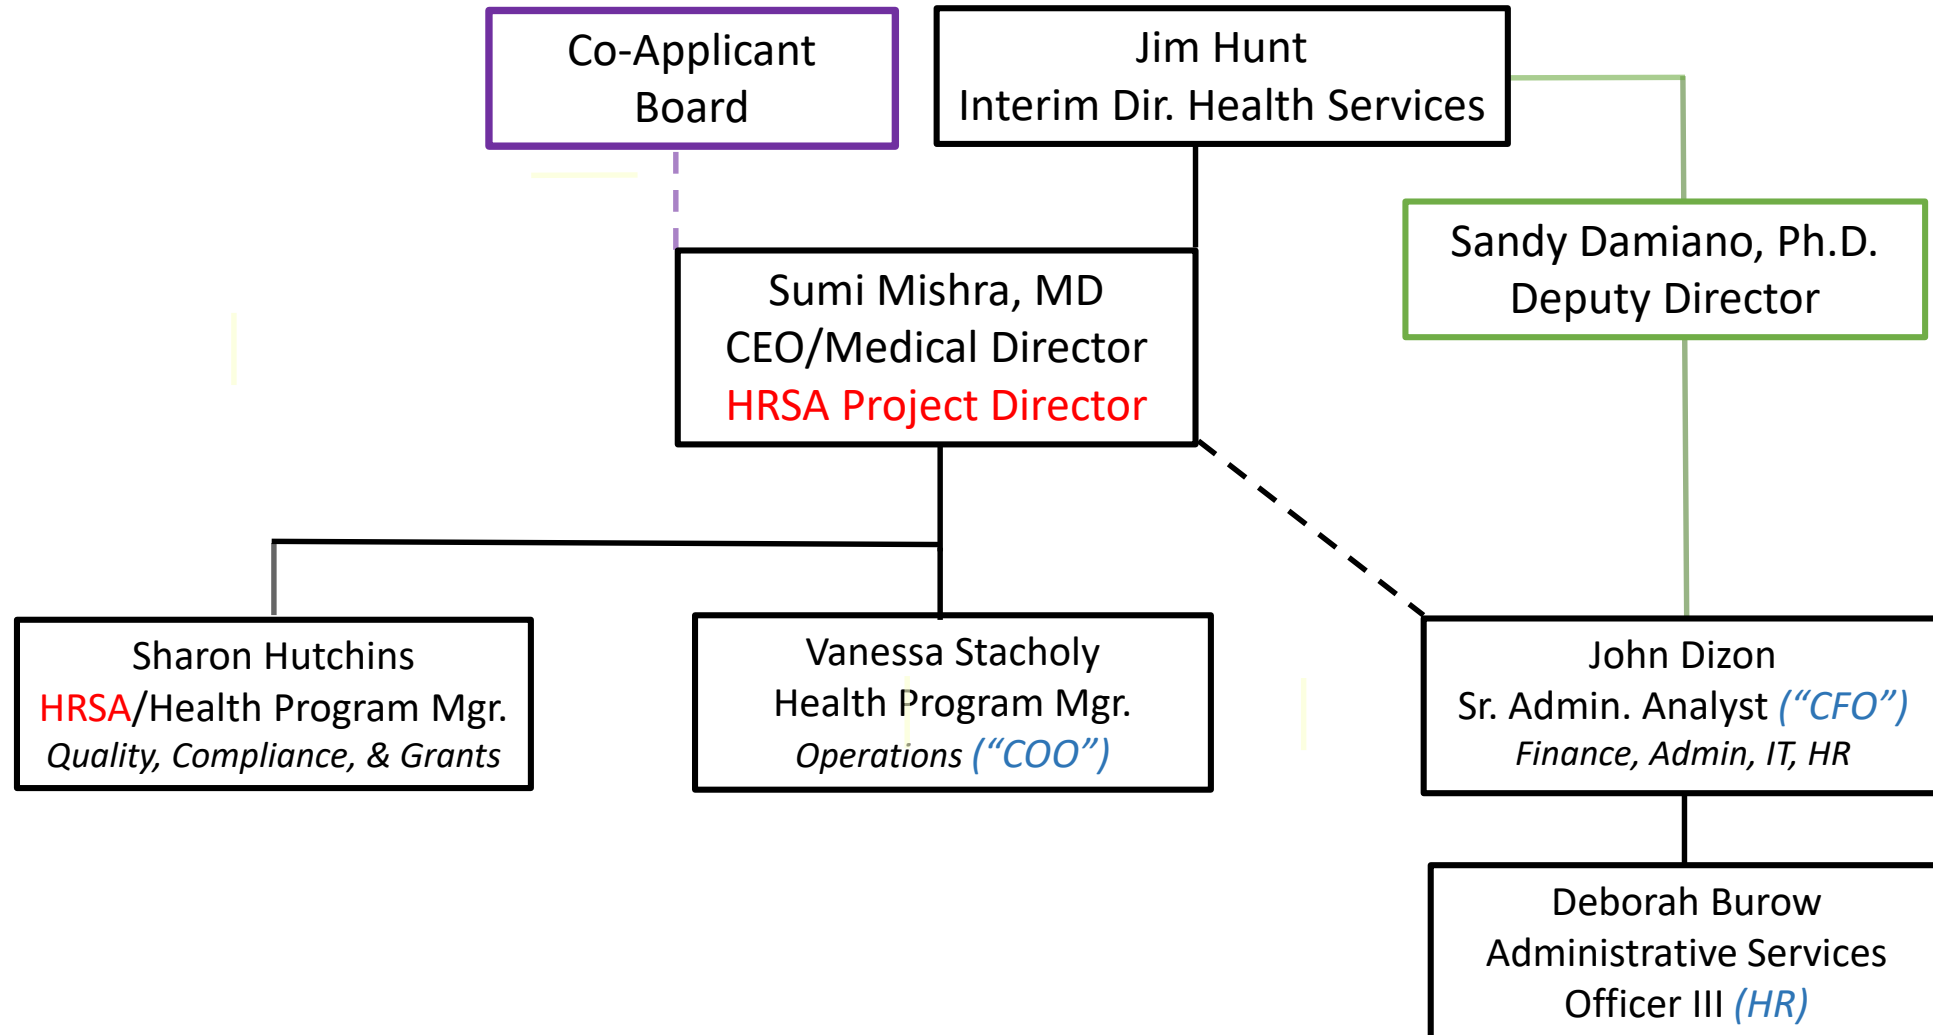 Co-Applicant
Board
Jim Hunt
Interim Dir. Health Services
Sandy Damiano, Ph.D.
Deputy Director
Sumi Mishra, MD
CEO/Medical Director
HRSA Project Director
Sharon Hutchins
HRSA/Health Program Mgr.
Quality, Compliance, & Grants
Vanessa Stacholy
Health Program Mgr.
Operations (“COO”)
John Dizon
Sr. Admin. Analyst (“CFO”)
Finance, Admin, IT, HR
Deborah Burow
Administrative Services
Officer III (HR)